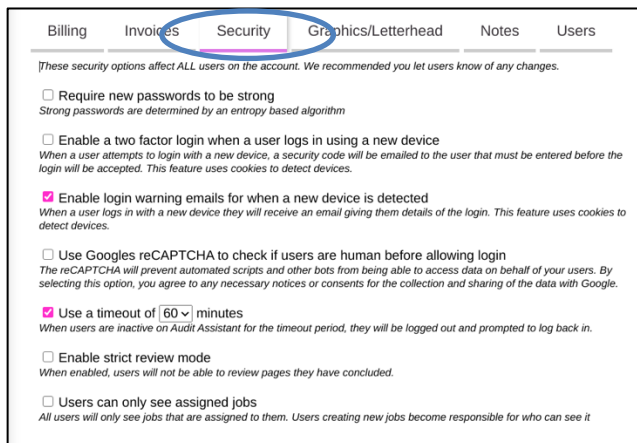 Billing Invoices Security Graphics/Letterhead Notes Users
These security options affect ALL users on the account. We recommended you let users know of any changes.
Require new passwords to be strong
Strong passwords are determined by an entropy based algorithm
Enable a two factor login when a user logs in using a new device
When a user attempts to login with a new device, a security code will be emailed to the user that must be entered before the
login will be accepted. This feature uses cookies to detect devices.
Enable login warning emails for when a new device is detected
When a user logs in with a new device they will receive an email giving them details of the login. This feature uses cookies to
detect devices.
Use Googles reCAPTCHA to check if users are human before allowing login
The reCAPTCHA will prevent automated scripts and other bots from being able to access data on behalf of your users. By
selecting this option, you agree to any necessary notices or consents for the collection and sharing of the data with Google.
Use a timeout of 60 minutes
When users are inactive on Audit Assistant for the timeout period, they will be logged out and prompted to log back in.
Enable strict review mode
When enabled, users will not be able to review pages they have concluded.
Users can only see assigned jobs
All users will only see jobs that are assigned to them. Users creating new jobs become responsible for who can see it